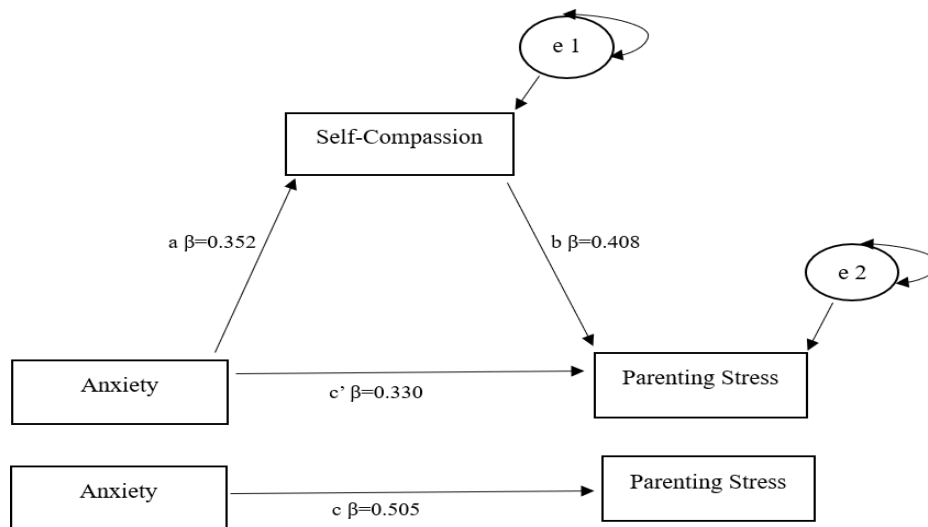 e 1
Self-Compassion
a β=0.352
b β=0.408
e 2
Anxiety
Parenting Stress
c’ β=0.330
Anxiety
Parenting Stress
c β=0.505